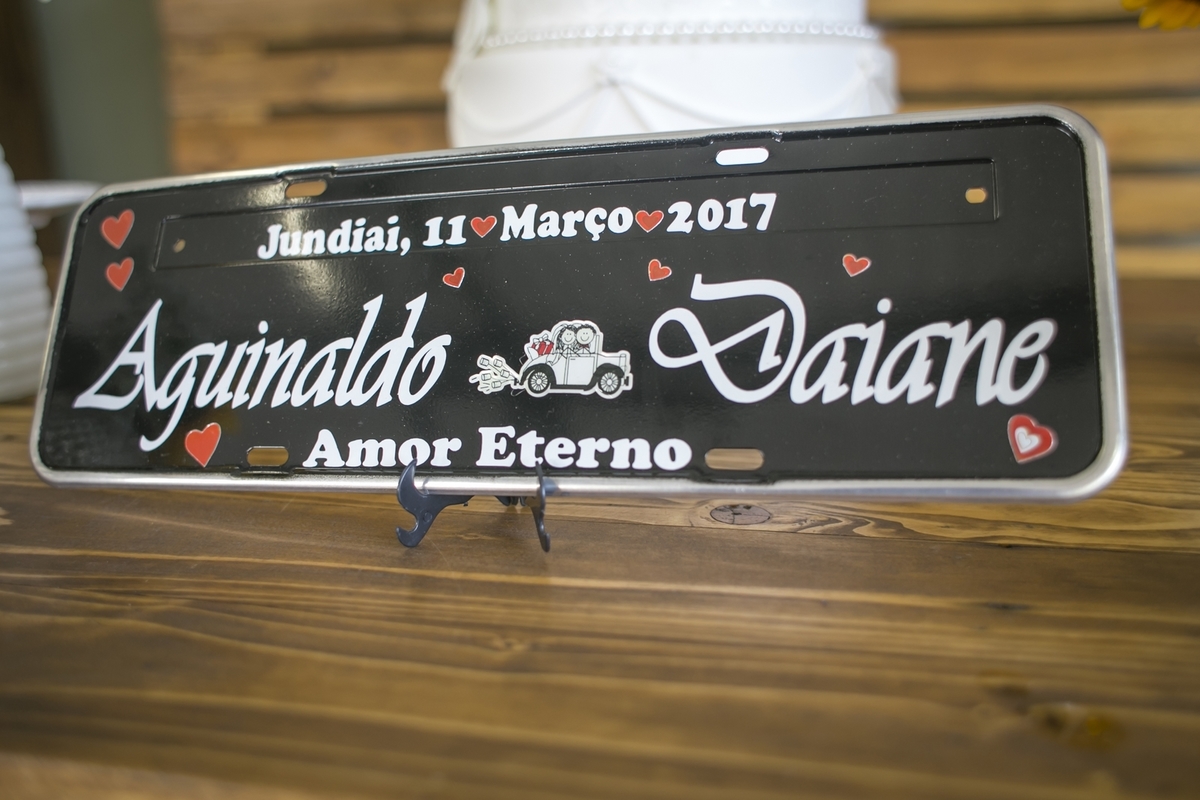 Jundiai, 11 Março 2017
Aguinaldo Daiane
Amor Eterno